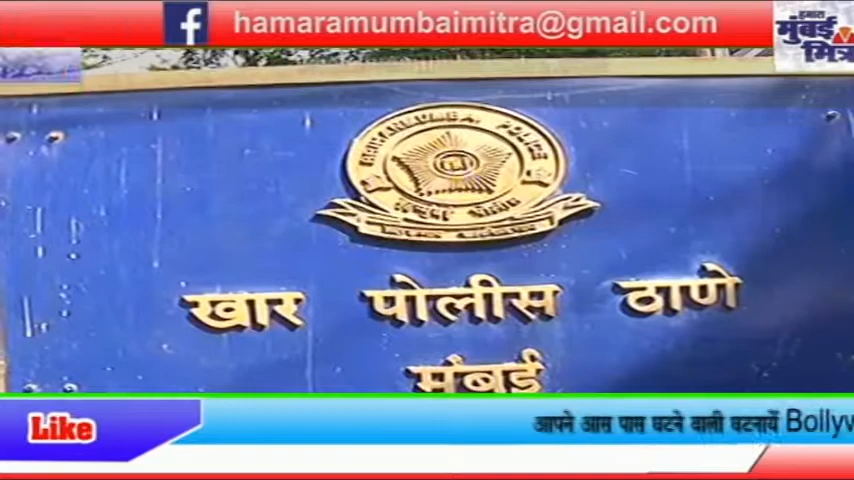 hamaramumbaimitra@gmail.com
हमारा
मुंबई
मित्र
BRIHANMUMBAI POLICE
खार पोलीस ठाणे
मुंबई
Like
आपने आस पास घटने वाली घटनायें Bollyw